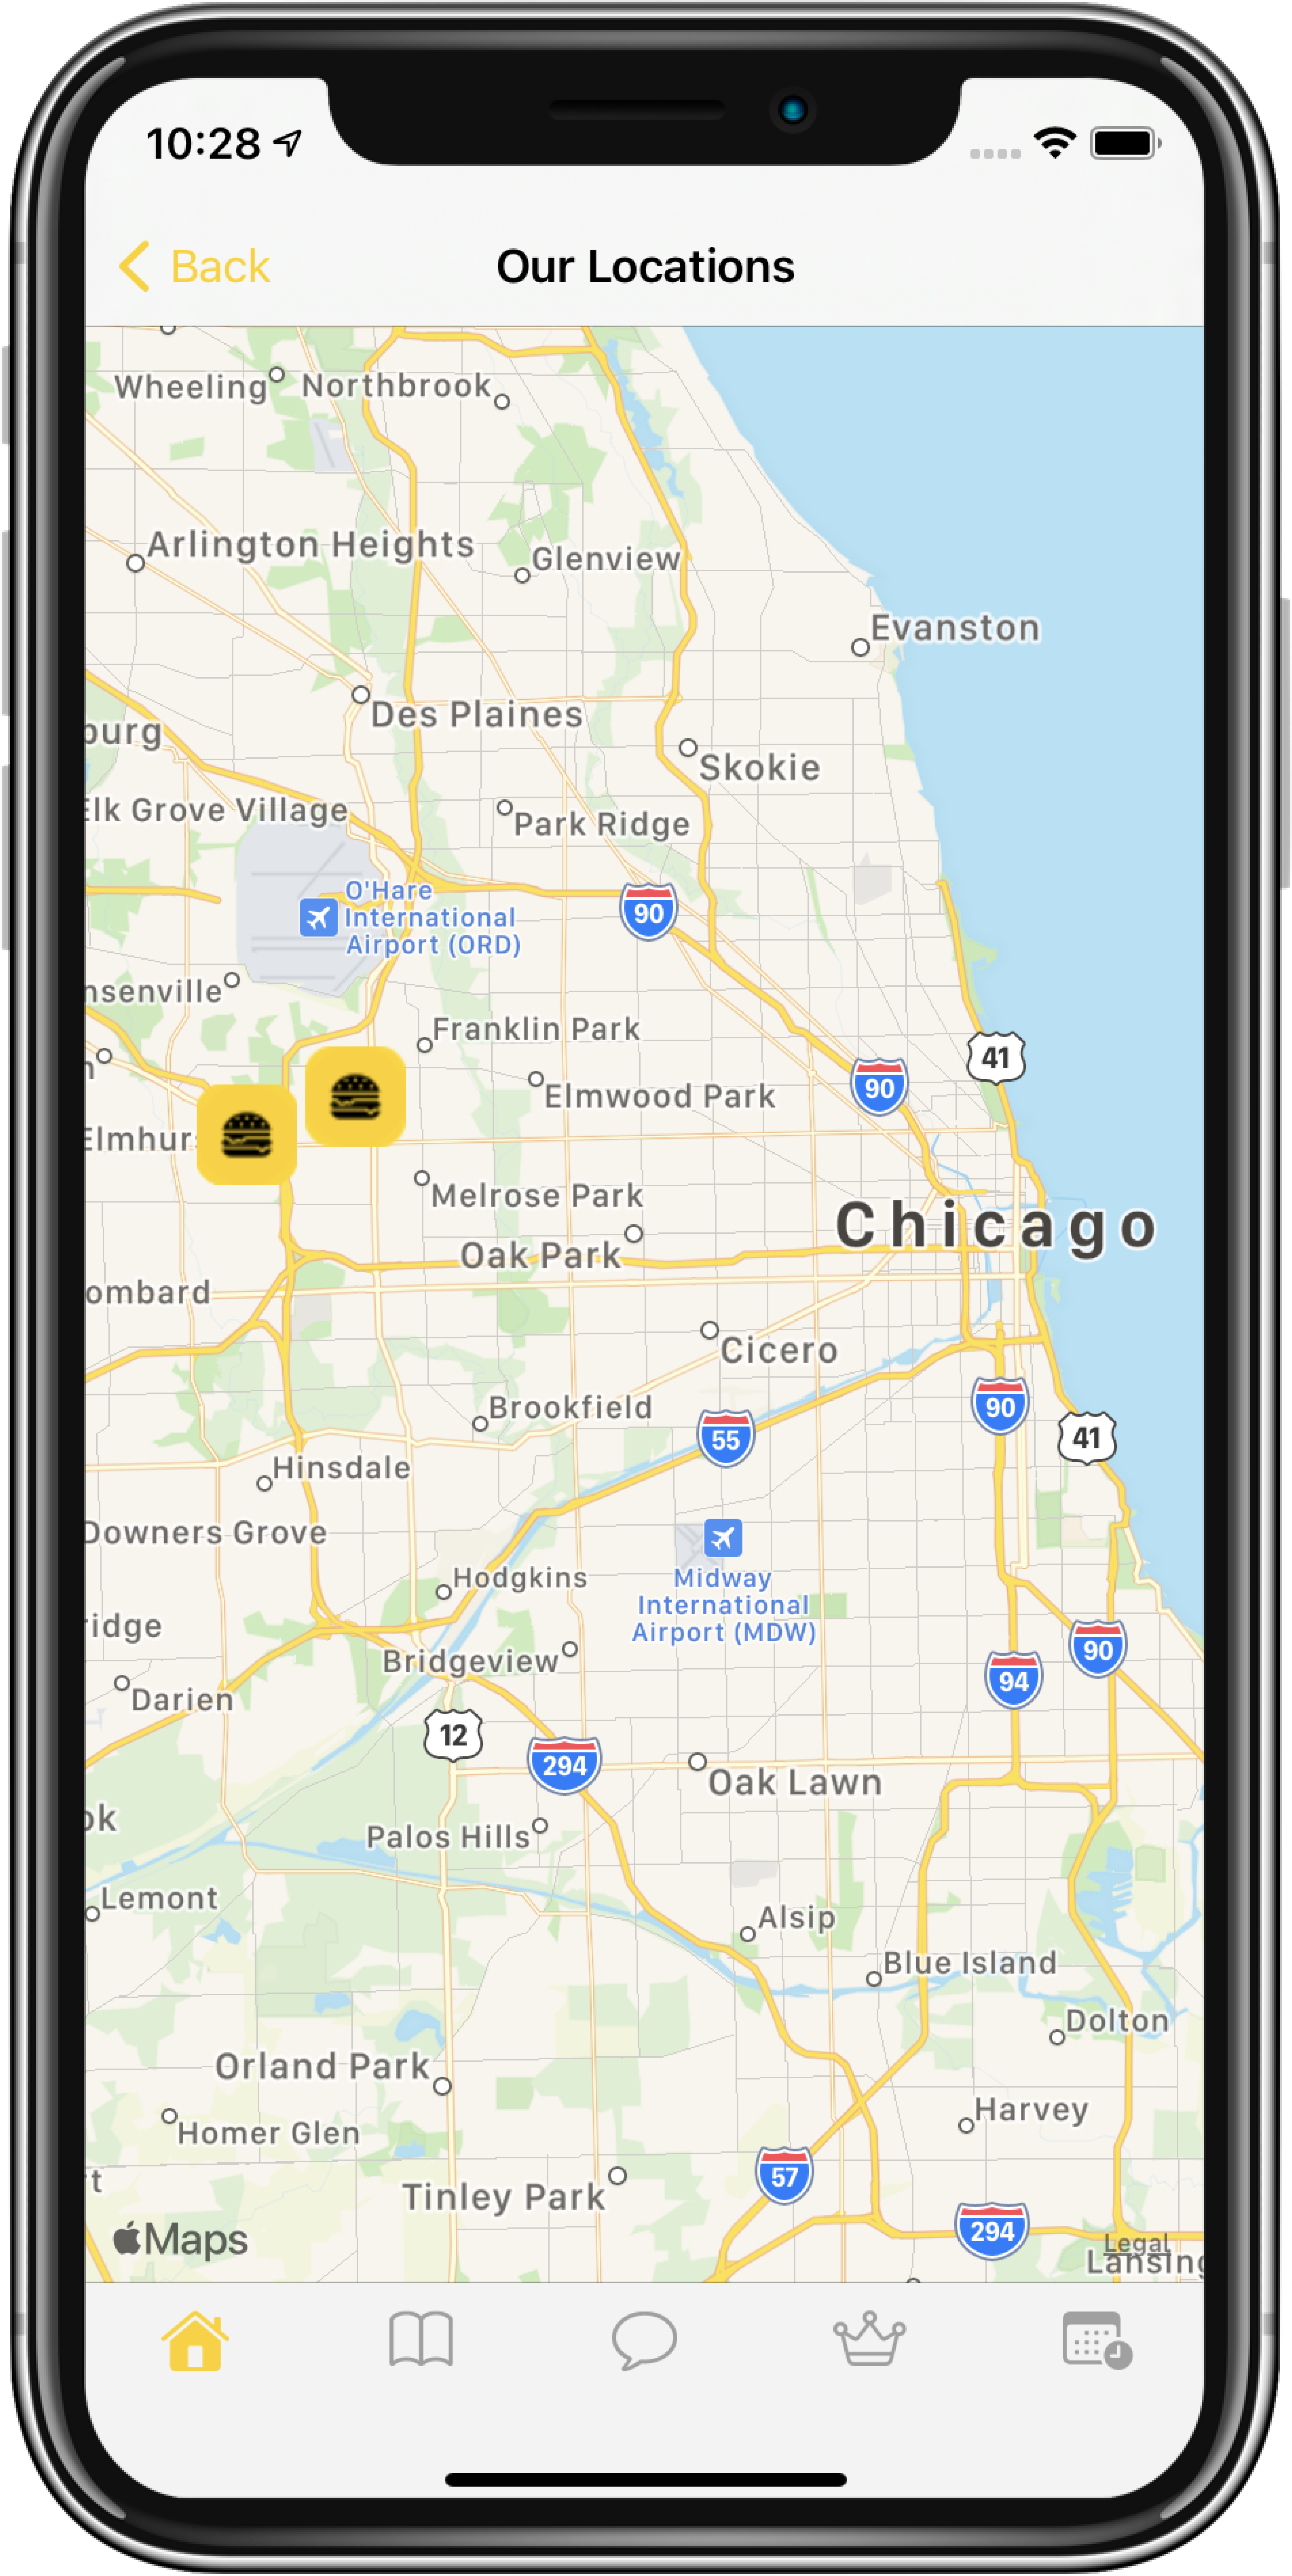 10:28
Back
Our Locations
Wheeling
Northbrook
Arlington Heights
Glenview
Evanston
Des Plaines
burg
Skokie
Elk Grove Village
Park Ridge
O'Hare
International
Airport (ORD)
90
nsenville
Franklin Park
41
90
n
Elmwood Park
Elmhur
Melrose Park
Chicago
Oak Park
ombard
Cicero
90
Brookfield
55
41
Hinsdale
Downers Grove
Hodgkins
Midway
International
Airport (MDW)
ridge
90
Bridgeview
94
Darien
12
294
Oak Lawn
ok
Palos Hills
Lemont
Alsip
Blue Island
Dolton
Orland Park
Harvey
Homer Glen
57
t
Tinley Park
294
Maps
Legal
Lansing